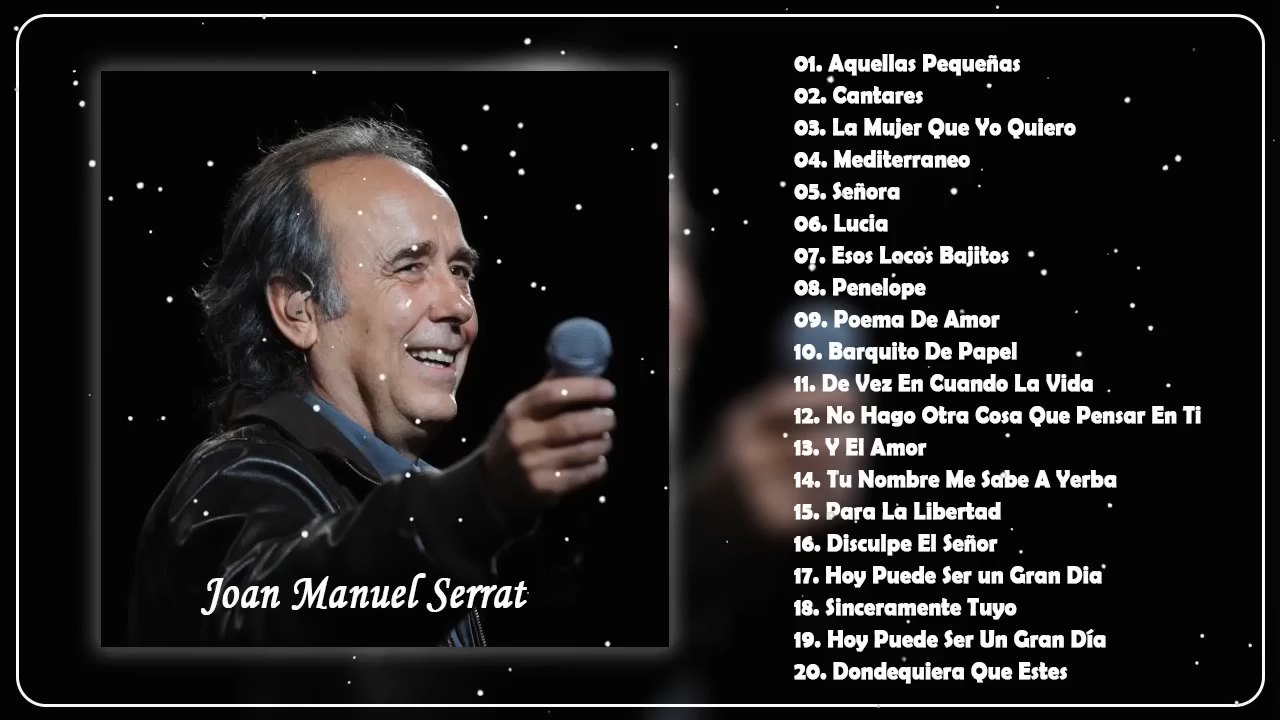 01. Aquellas Pequeñas
02. Cantares
03. La Mujer Que Yo Quiero
04. Mediterraneo
05. Señora
06. Lucia
07. Esos Locos Bajitos
08. Penelope
09. Poema De Amor
10. Barquito De Papel
11. De Vez En Cuando La Vida
12. No Hago Otra Cosa Que Pensar En Ti
13. Y El Amor
14. Tu Nombre Me Sabe A Yerba
15. Para La Libertad
16. Disculpe El Señor
17. Hoy Puede Ser un Gran Dia
18. Sinceramente Tuyo
19. Hoy Puede Ser Un Gran Día
20. Dondequiera Que Estes
Joan Manuel Serrat